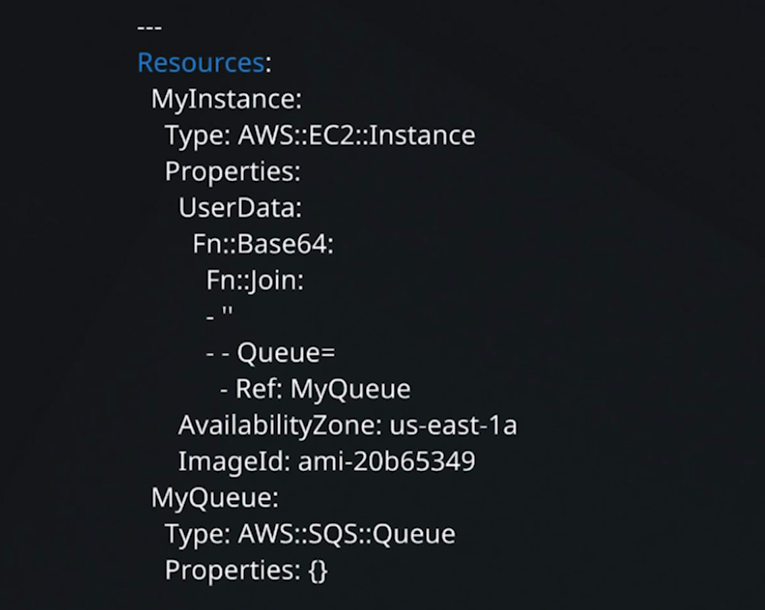 ---
Resources:
MyInstance:
Type: AWS::EC2::Instance
Properties:
UserData:
Fn::Base64:
Fn::Join:
- ''
- - Queue=
- Ref: MyQueue
AvailabilityZone: us-east-1a
ImageId: ami-20b65349
MyQueue:
Type: AWS::SQS::Queue
Properties: {}